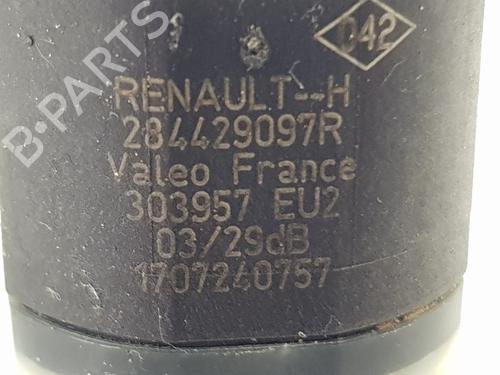 D42
RENAULT--H
284429097R
Valeo France
303957 EU2
03/29dB
1707240757
B-PARTS